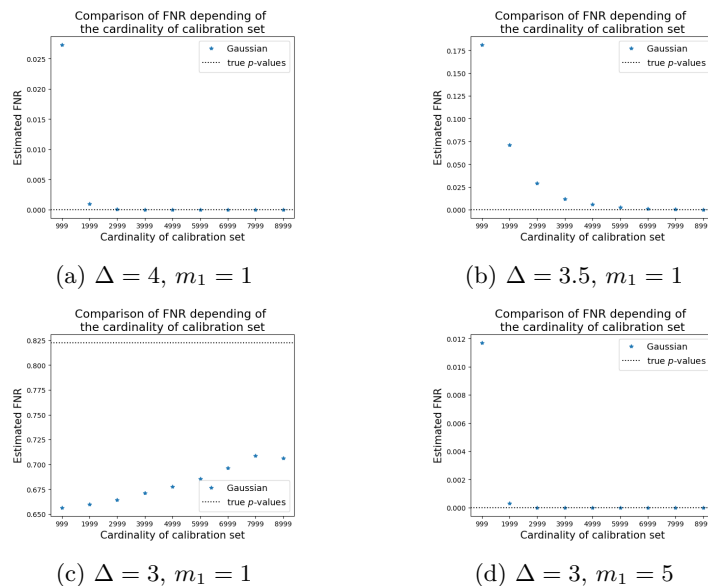 Comparison of FNR depending of
the cardinality of calibration set
Estimated FNR
0.025
0.020
0.015
0.010
0.005
0.000
Gaussian
true p-values
999 1999 2999 3999 4999 5999 6999 7999 8999
Cardinality of calibration set
(a) Δ = 4, m₁ = 1
Comparison of FNR depending of
the cardinality of calibration set
Estimated FNR
0.175
0.150
0.125
0.100
0.075
0.050
0.025
0.000
Gaussian
true p-values
999 1999 2999 3999 4999 5999 6999 7999 899
Cardinality of calibration set
(b) Δ = 3.5, m₁ = 1
Comparison of FNR depending of
the cardinality of calibration set
Estimated FNR
0.825
0.800
0.775
0.750
0.725
0.700
0.675
0.650
Gaussian
true p-values
999 1999 2999 3999 4999 5999 6999 7999 8999
Cardinality of calibration set
(c) Δ = 3, m₁ = 1
Comparison of FNR depending of
the cardinality of calibration set
Estimated FNR
0.012
0.010
0.008
0.006
0.004
0.002
0.000
Gaussian
true p-values
999 1999 2999 3999 4999 5999 6999 7999 899
Cardinality of calibration set
(d) Δ = 3, m₁ = 5